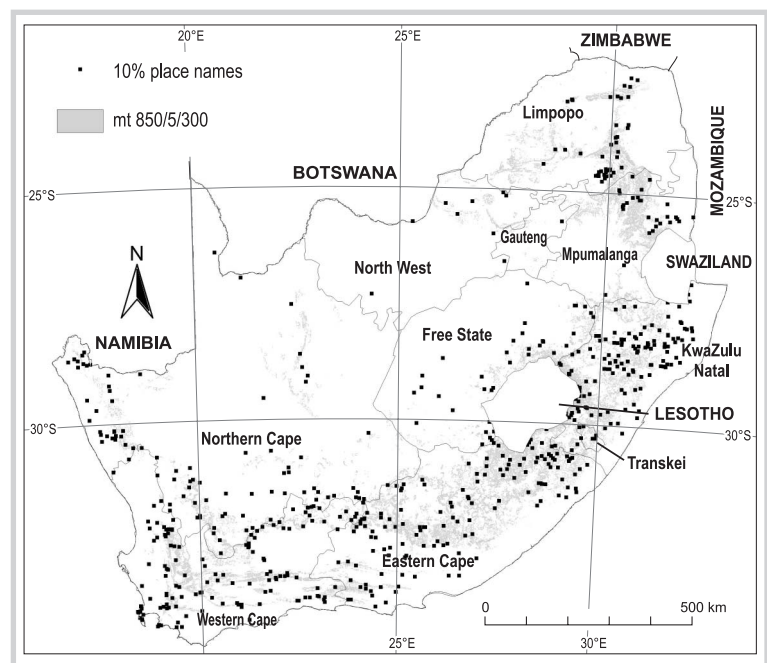 20°E
25°E
ZIMBABWE
10% place names
mt 850/5/300
Limpopo
MOZAMBIQUE
BOTSWANA
25°S
25°S
N
Gauteng
Mpumalanga
North West
SWAZILAND
NAMIBIA
Free State
KwaZulu
Natal
LESOTHO
30°S
30°S
Northern Cape
Transkei
Eastern Cape
0
500 km
Western Cape
25°E
30°E